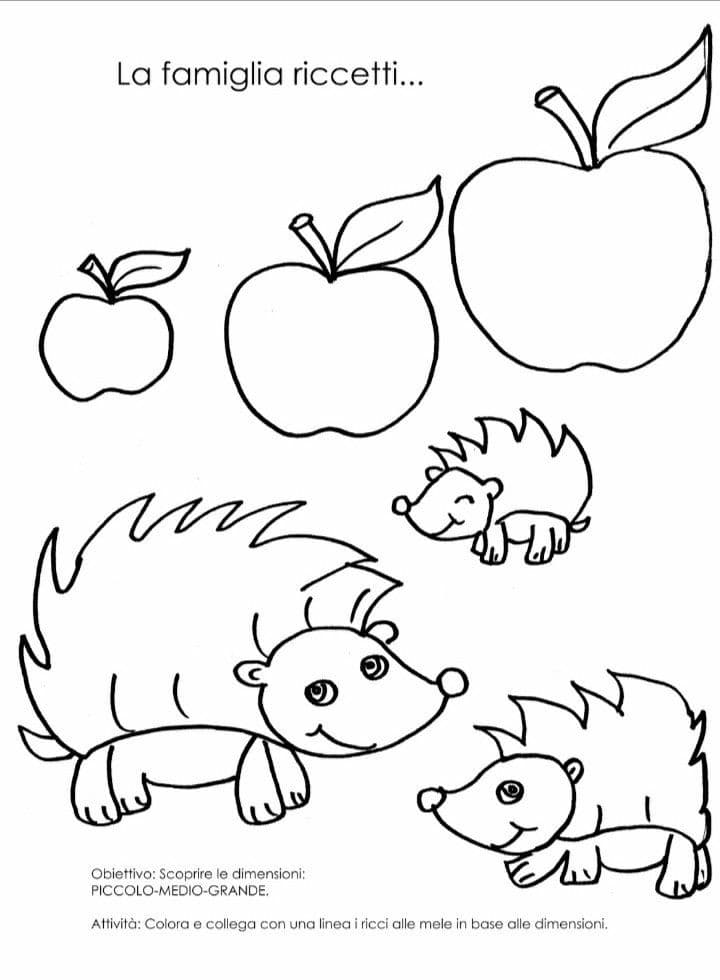 La famiglia riccetti...
Obiettivo: Scoprire le dimensioni:
PICCOLO-MEDIO-GRANDE.
Attività: Colora e collega con una linea i ricci alle mele in base alle dimensioni.